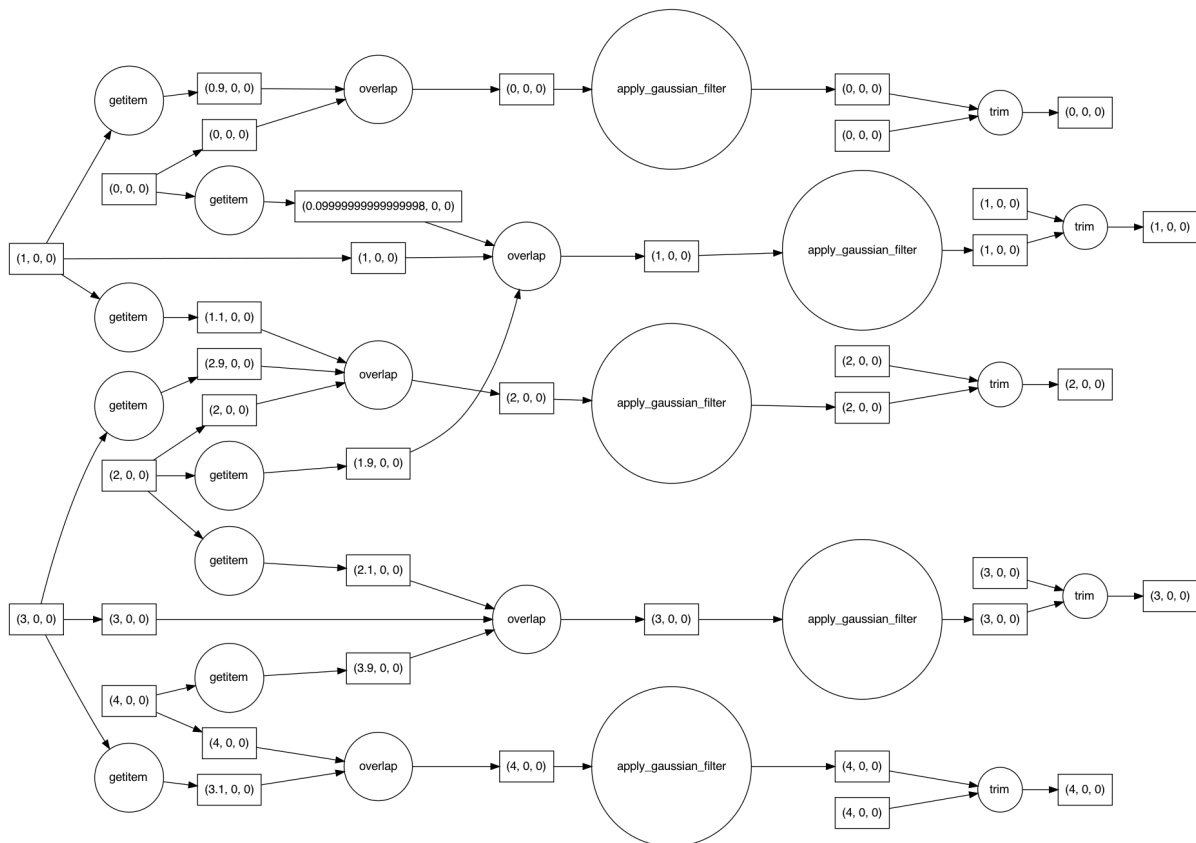 getitem
(0.9, 0, 0)
overlap
(0, 0, 0)
apply_gaussian_filter
(0, 0, 0)
trim
(0, 0, 0)
(0, 0, 0)
(0, 0, 0)
(0, 0, 0)
getitem
(0.09999999999999998, 0, 0)
(1, 0, 0)
(1, 0, 0)
overlap
(1, 0, 0)
apply_gaussian_filter
(1, 0, 0)
(1, 0, 0)
trim
(1, 0, 0)
getitem
(1.1, 0, 0)
getitem
(2.9, 0, 0)
overlap
(2, 0, 0)
(2, 0, 0)
apply_gaussian_filter
(2, 0, 0)
(2, 0, 0)
trim
(2, 0, 0)
(2, 0, 0)
getitem
(1.9, 0, 0)
getitem
(2.1, 0, 0)
(3, 0, 0)
(3, 0, 0)
overlap
(3, 0, 0)
apply_gaussian_filter
(3, 0, 0)
(3, 0, 0)
trim
(3, 0, 0)
getitem
(3.9, 0, 0)
(4, 0, 0)
(4, 0, 0)
getitem
(3.1, 0, 0)
overlap
(4, 0, 0)
apply_gaussian_filter
(4, 0, 0)
(4, 0, 0)
trim
(4, 0, 0)